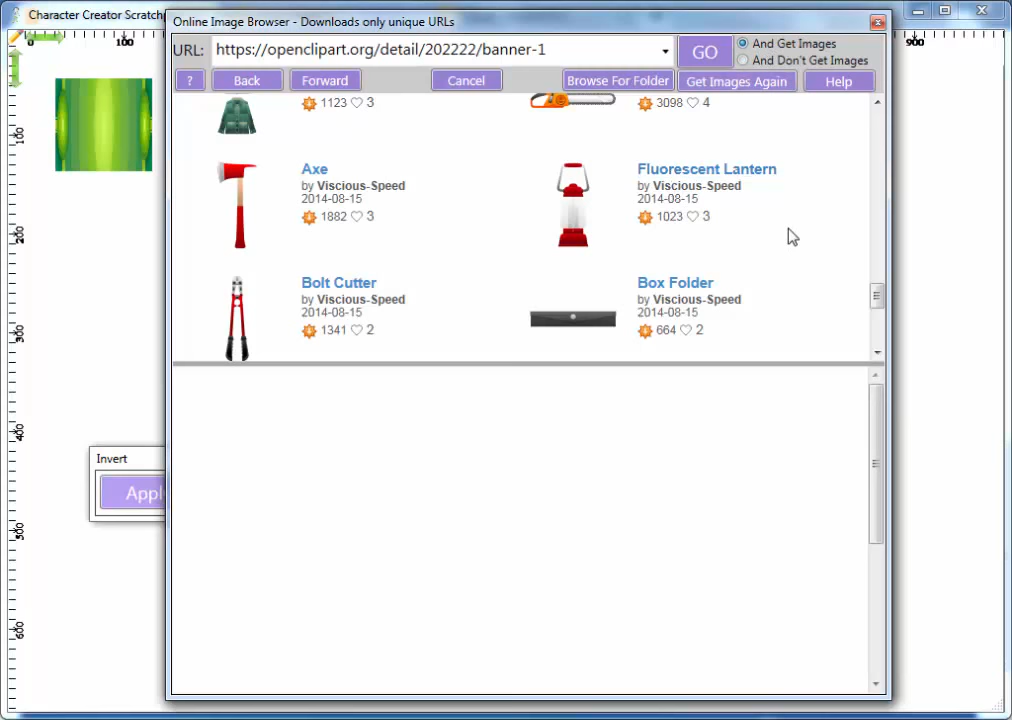 Character Creator Scratch
Online Image Browser - Downloads only unique URLs
0 100 900
URL: https://openclipart.org/detail/202222/banner-1 GO
And Get Images
And Don't Get Images
? Back Forward Cancel Browse For Folder Get Images Again Help
1123 3
3098 4
Axe
by Viscious-Speed
2014-08-15
1882 3
Fluorescent Lantern
by Viscious-Speed
2014-08-15
1023 3
Bolt Cutter
by Viscious-Speed
2014-08-15
1341 2
Box Folder
by Viscious-Speed
2014-08-15
664 2
Invert
Appl
100
200
300
400
500
600